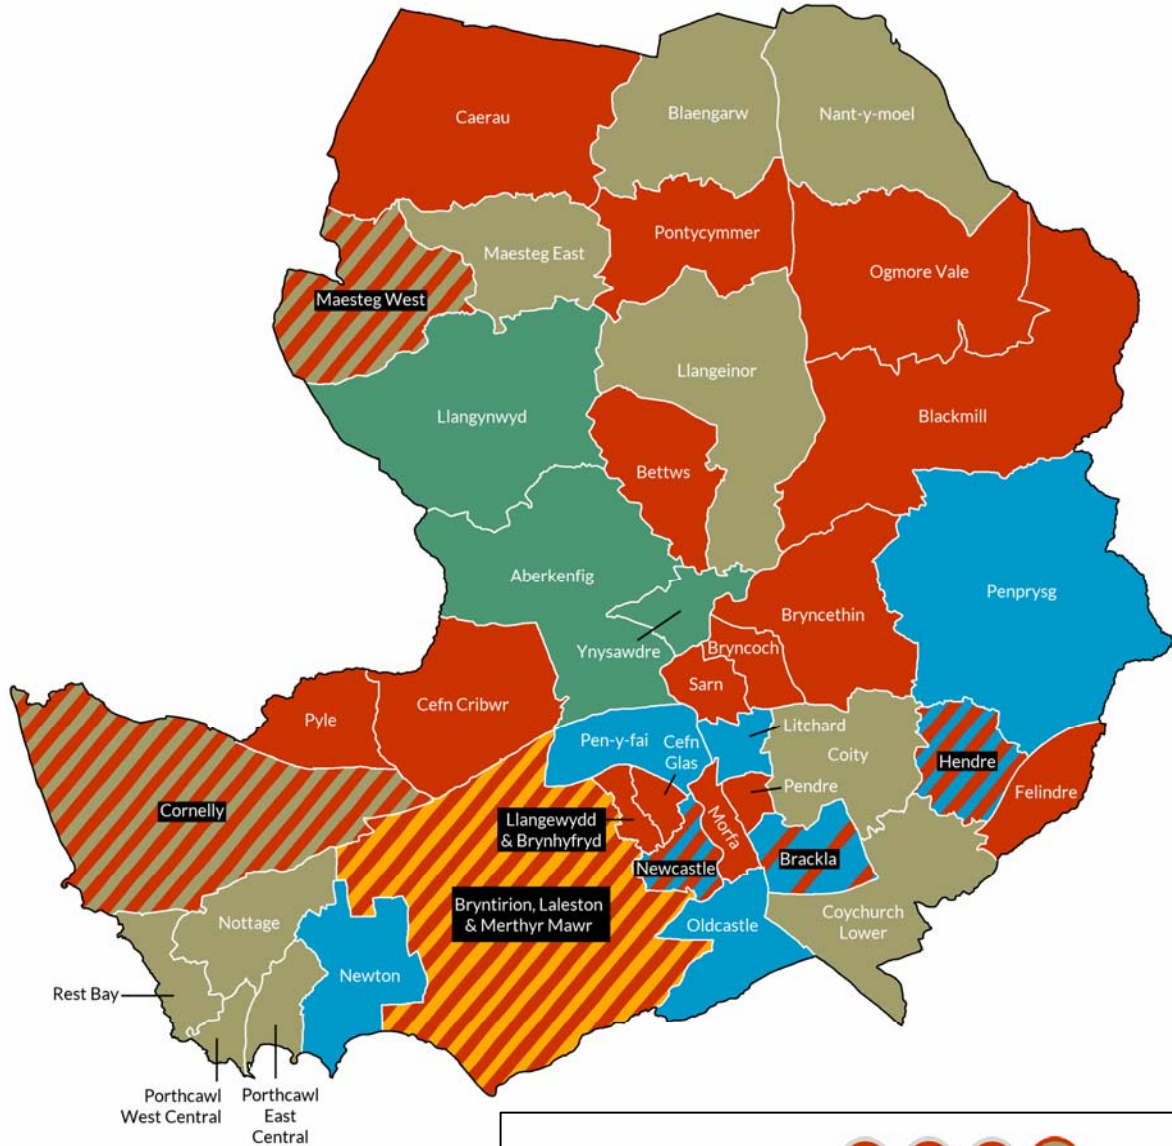 Caerau
Blaengarw
Nant-y-moel
Maesteg East
Pontycymmer
Ogmore Vale
Maesteg West
Llangeinor
Llangynwyd
Blackmill
Bettws
Aberkenfig
Penprysg
Bryncethin
Ynysawdre
Bryncoch
Sarn
Pyle
Cefn Cribwr
Pen-y-fai
Cefn
Glas
Litchard
Coity
Hendre
Pendre
Felindre
Cornelly
Llangewydd
& Brynhyfryd
Morfa
Newcastle
Brackla
Bryntirion, Laleston
& Merthyr Mawr
Nottage
Oldcastle
Coychurch
Lower
Newton
Rest Bay
Porthcawl
West Central
Porthcawl
East
Central